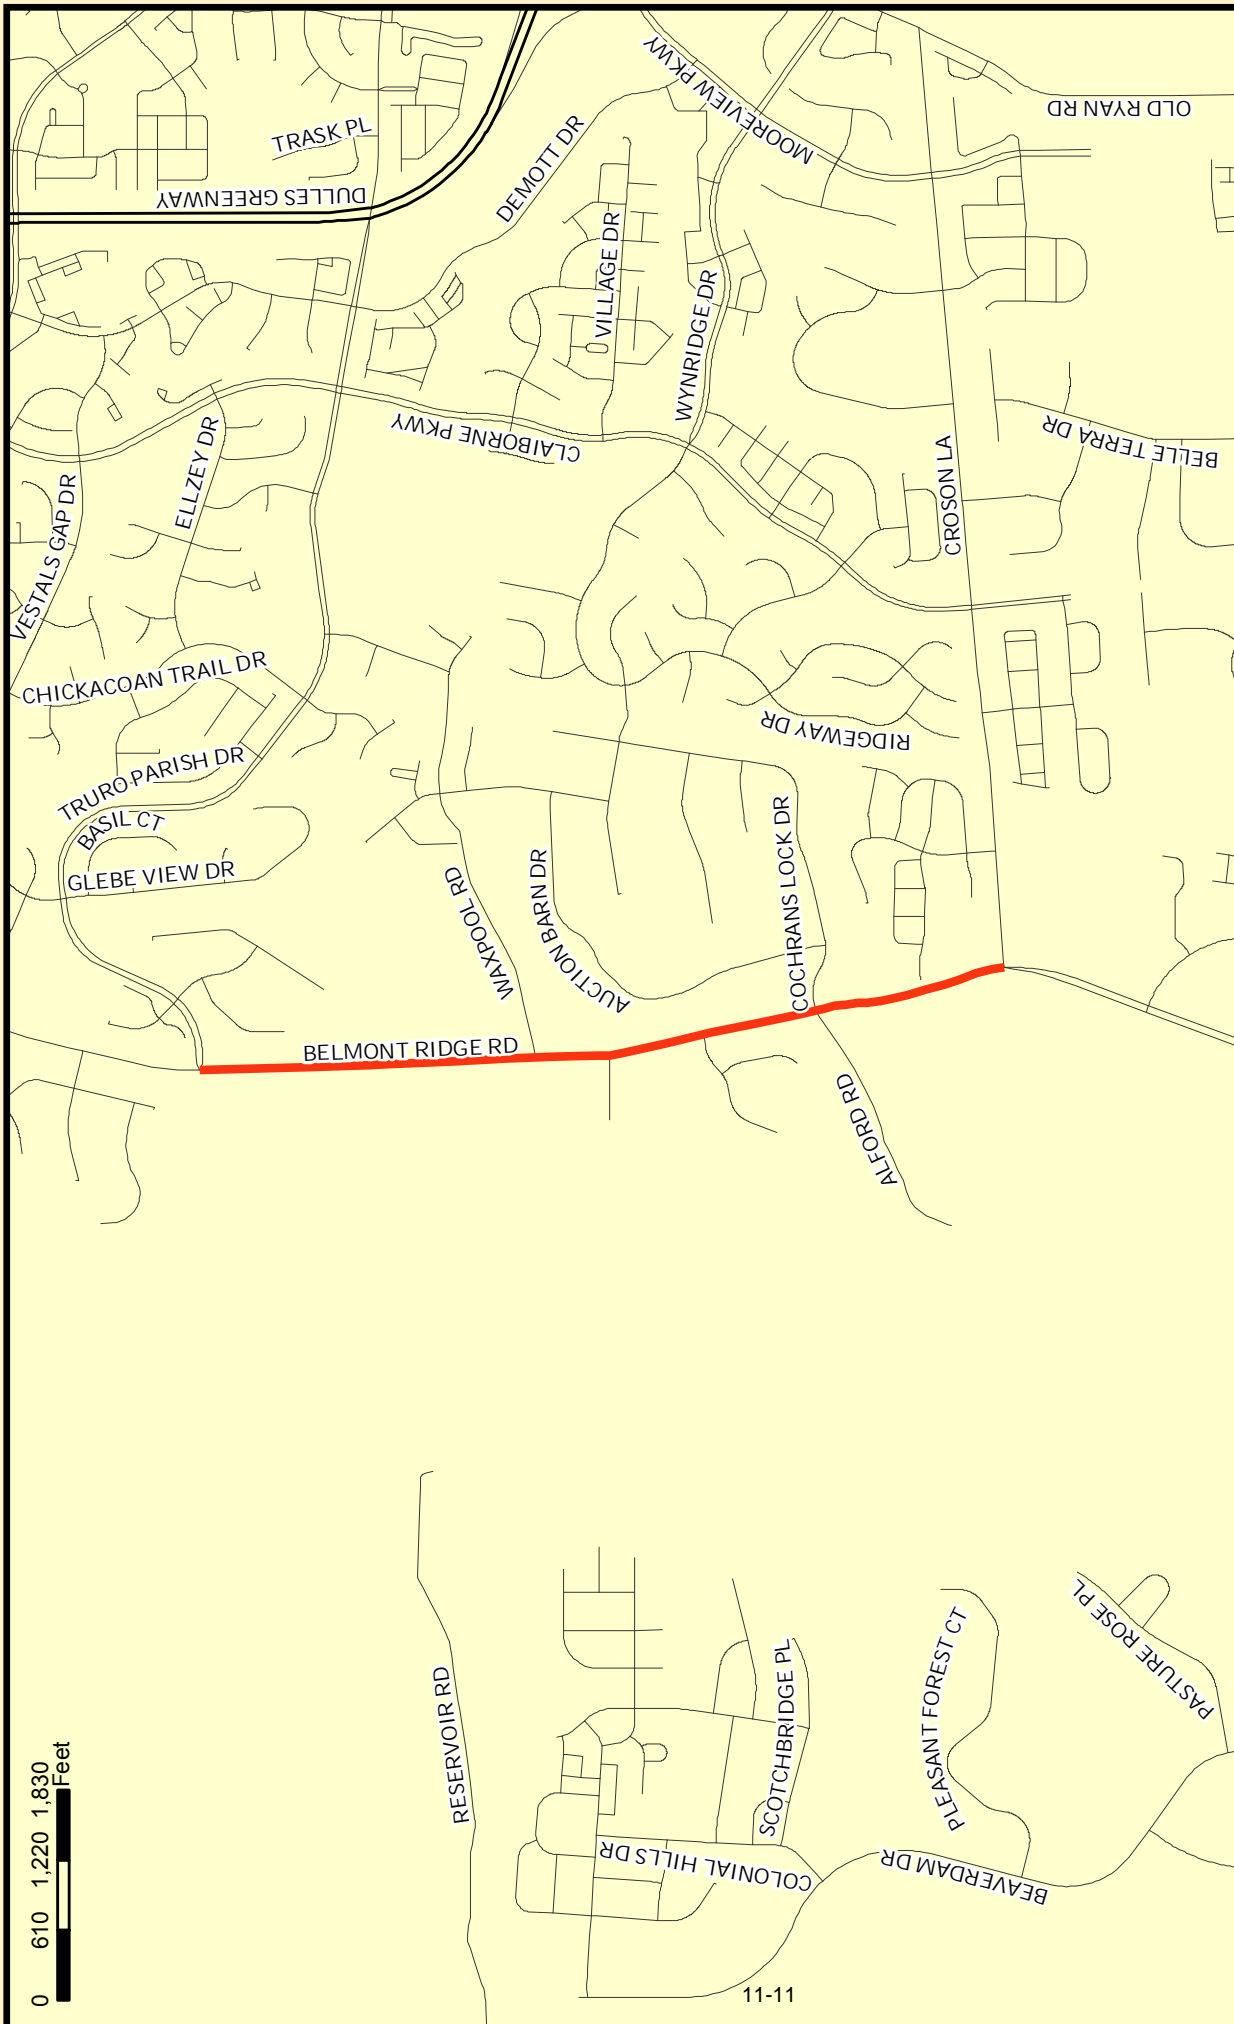 MOOREVIEW PKWY
OLD RYAN RD
TRASK PL
DEMOTT DR
DULLES GREENWAY
VILLAGE DR
WYNRIDGE DR
CLAIBORNE PKWY
BELLE TERRA DR
ELLZEY DR
CROSON LA
VESTALS GAP DR
CHICKACOAN TRAIL DR
RIDGEWAY DR
TRURO PARISH DR
BASIL CT
GLEBE VIEW DR
COCHRANS LOCK DR
WAXPOOL RD
AUCTION BARN DR
BELMONT RIDGE RD
ALFORD RD
PASTURE ROSE PL
PLEASANT FOREST CT
SCOTCHBRIDGE PL
RESERVOIR RD
COLONIAL HILLS DR
BEAVERDAM DR
0 610 1,220 1,830
Feet
11-11